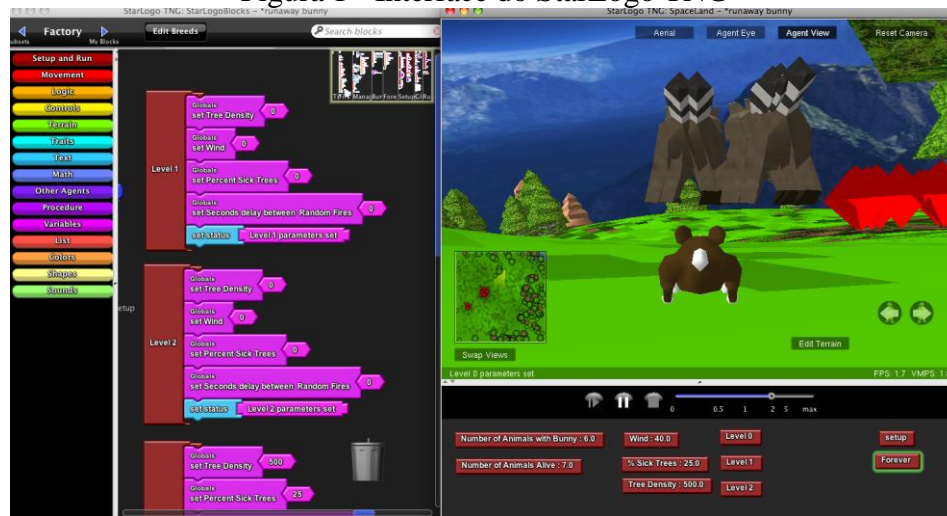 Figura 1 - Interface do StarLogo TNG
StarLogo TNG: StarLogoBlocks - *runaway bunny
Factory
My Blocks
Edit Breeds
Search blocks
Setup and Run
Movement
Logic
Controls
Terrain
Traits
Text
Math
Other Agents
Procedure
Variables
List
Colors
Shapes
Sounds
etup
Level 1
Globals
set Tree Density
0
Globals
set Wind
0
Globals
set Percent Sick Trees
0
Globals
set Seconds delay between Random Fires
0
set status
Level 1 parameters set
Level 2
Globals
set Tree Density
0
Globals
set Wind
0
Globals
set Percent Sick Trees
0
Globals
set Seconds delay between Random Fires
0
set status
Level 2 parameters set
Globals
set Tree Density
500
Globals
set Percent Sick Trees
25
StarLogo TNG: SpaceLand - *runaway bunny
Aerial
Agent Eye
Agent View
Reset Camera
Swap Views
Edit Terrain
Level 0 parameters set
FPS: 1.7 VMPS: 1.
0
0.5
1
2
5
max
Number of Animals with Bunny : 6.0
Wind : 40.0
Level 0
setup
Number of Animals Alive : 7.0
% Sick Trees : 25.0
Level 1
Forever
Tree Density : 500.0
Level 2